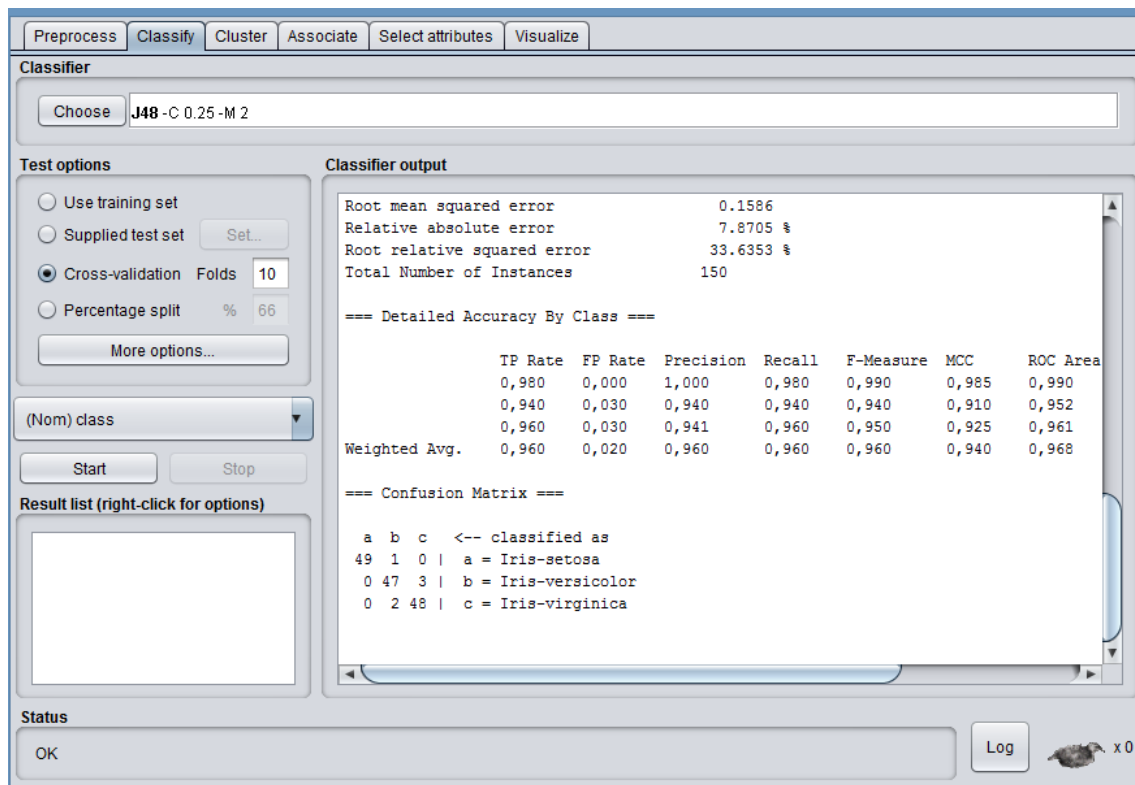 Preprocess Classify Cluster Associate Select attributes Visualize
Classifier
Choose J48 -C 0.25 -M 2
Test options
Use training set
Supplied test set Set...
Cross-validation Folds 10
Percentage split % 66
More options...
(Nom) class
Start Stop
Result list (right-click for options)
Classifier output
Root mean squared error 0.1586
Relative absolute error 7.8705 %
Root relative squared error 33.6353 %
Total Number of Instances 150
=== Detailed Accuracy By Class ===
TP Rate FP Rate Precision Recall F-Measure MCC ROC Area
0,980 0,000 1,000 0,980 0,990 0,985 0,990
0,940 0,030 0,940 0,940 0,940 0,910 0,952
0,960 0,030 0,941 0,960 0,950 0,925 0,961
Weighted Avg. 0,960 0,020 0,960 0,960 0,960 0,940 0,968
=== Confusion Matrix ===
a b c <-- classified as
49 1 0 | a = Iris-setosa
0 47 3 | b = Iris-versicolor
0 2 48 | c = Iris-virginica
Status
OK
Log x 0